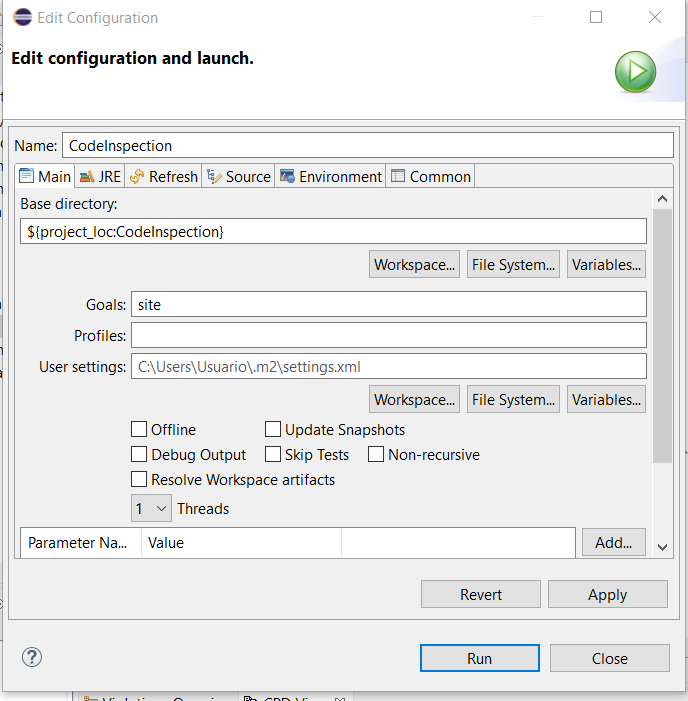 Edit Configuration
Edit configuration and launch.
Name: CodeInspection
Main JRE Refresh Source Environment Common
Base directory:
${project_loc:CodeInspection}
Workspace... File System... Variables...
Goals: site
Profiles:
User settings: C:\Users\Usuario\.m2\settings.xml
Workspace... File System... Variables...
Offline Update Snapshots
Debug Output Skip Tests Non-recursive
Resolve Workspace artifacts
1 Threads
Parameter Na... Value Add...
Revert Apply
? Run Close